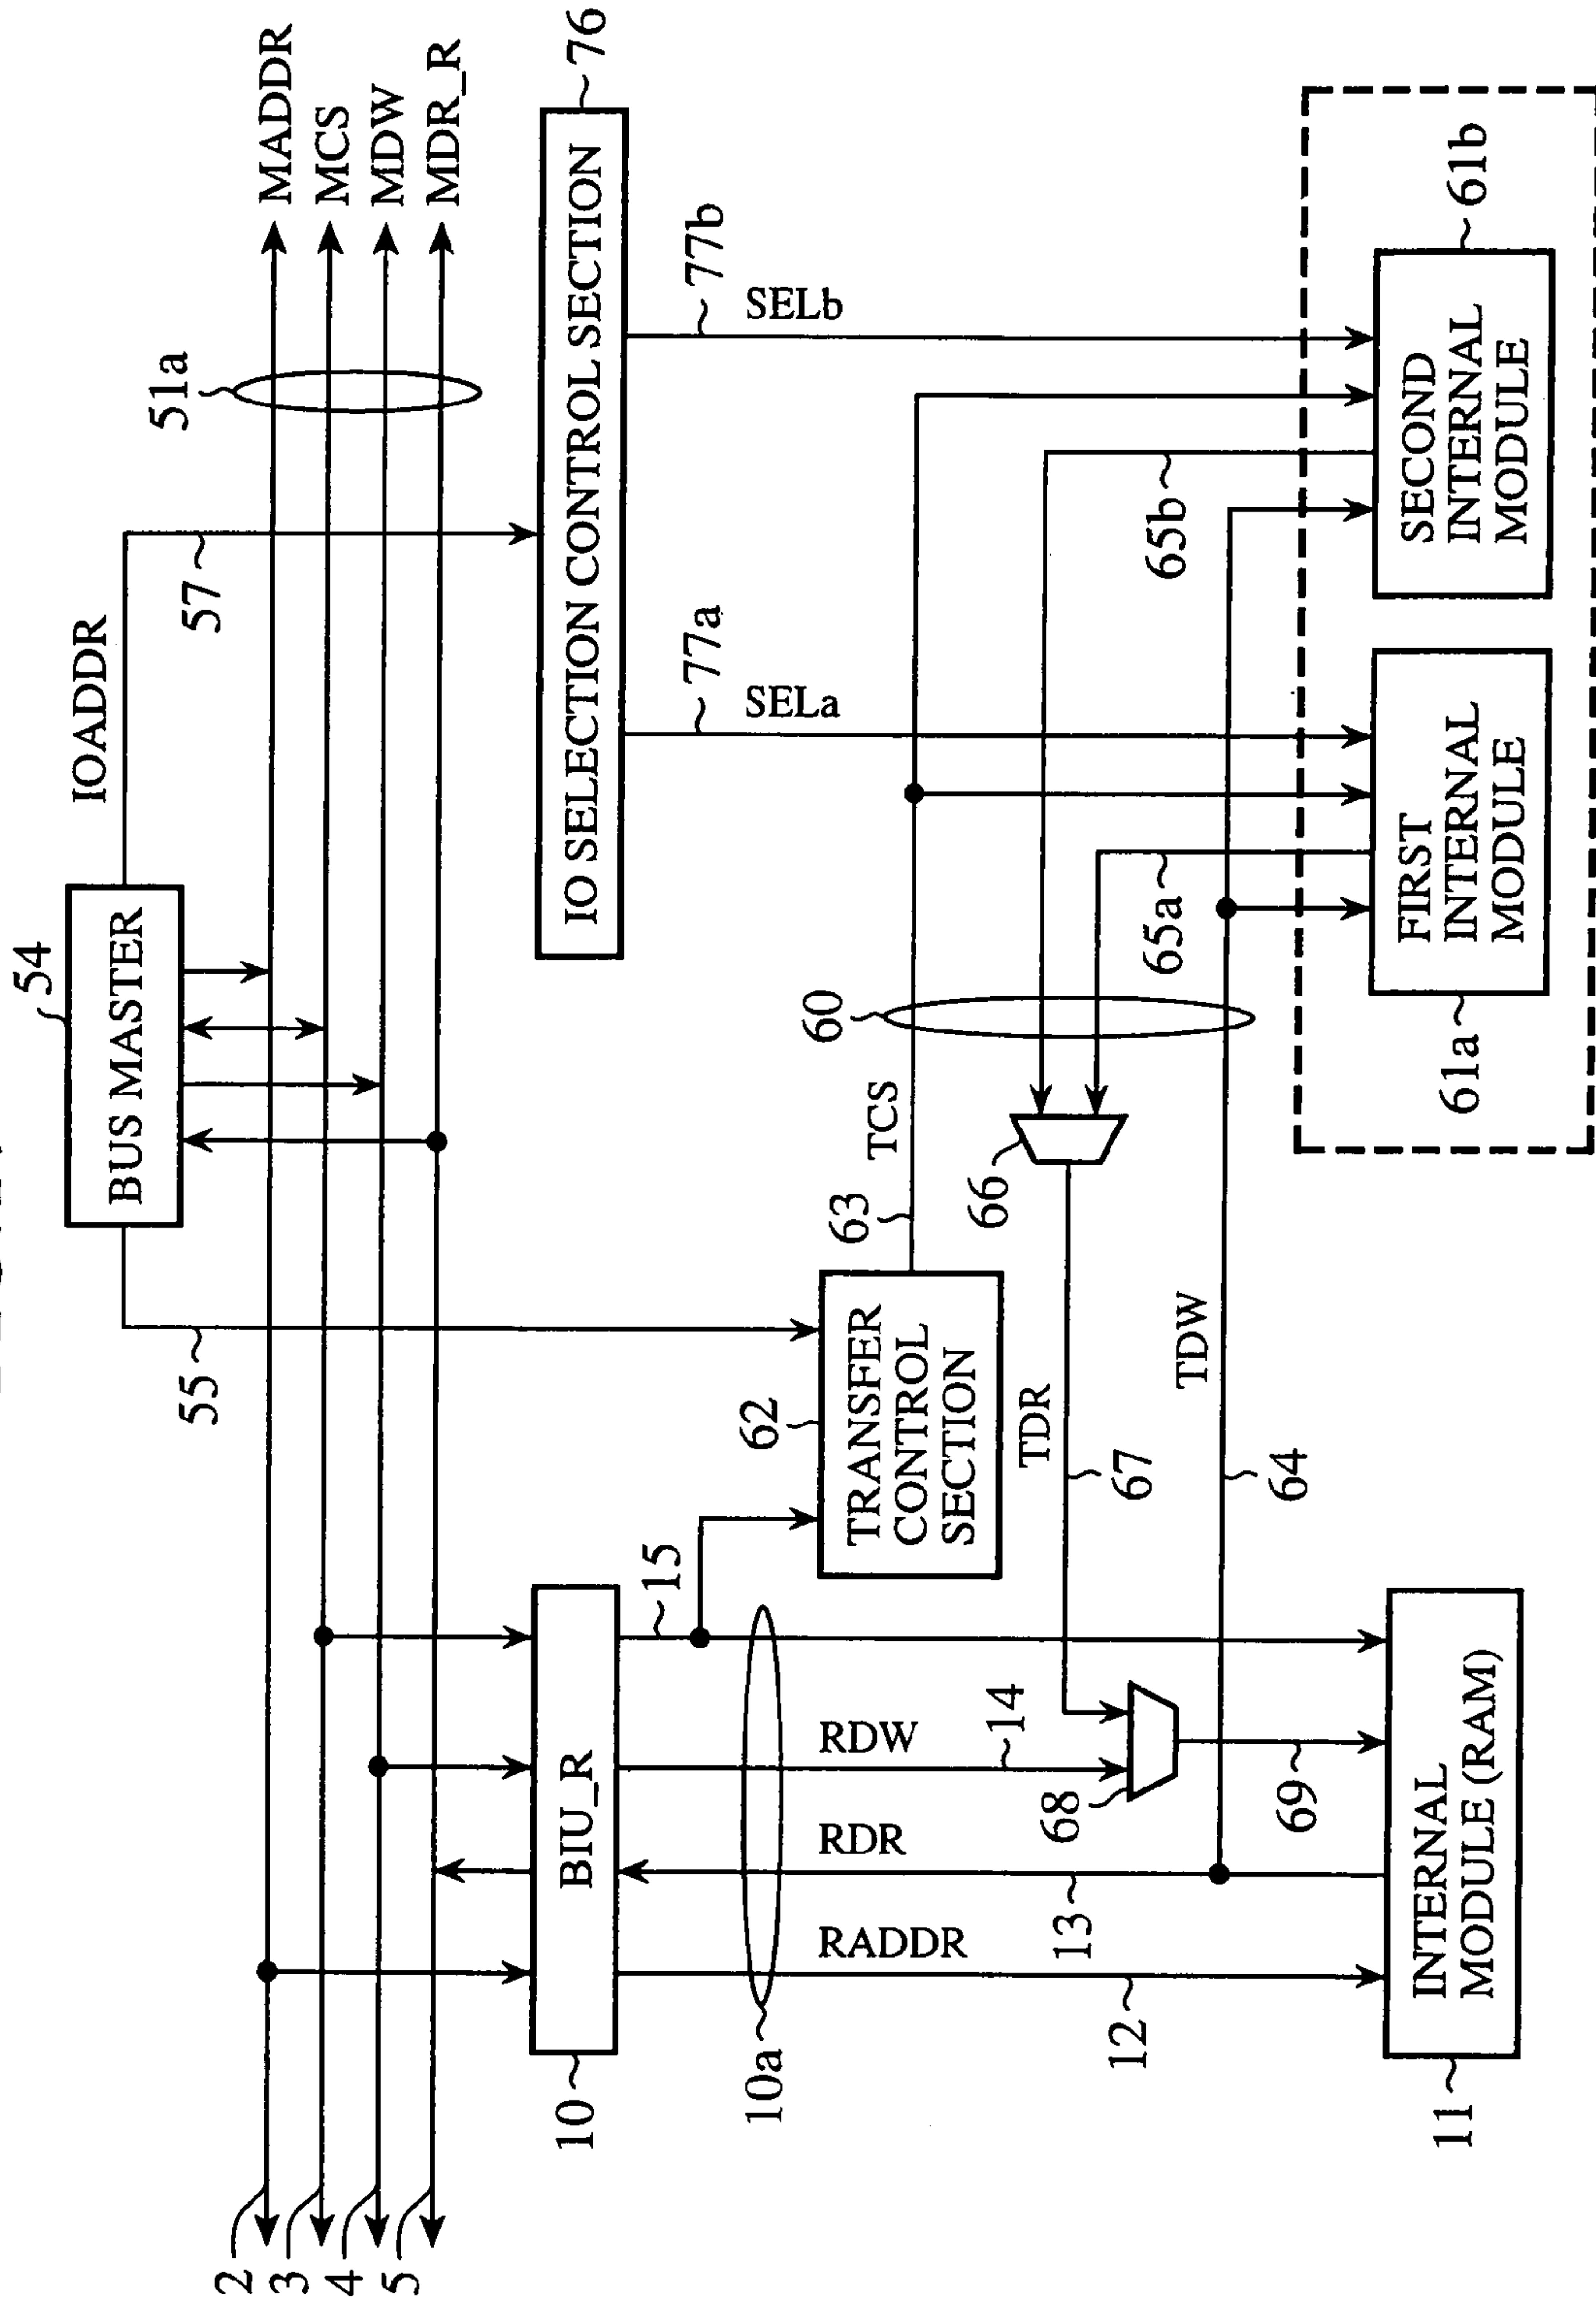 54
BUS MASTER
IOADDR
57
55
51a
MADDR
MCS
MDW
MDR_R
2
3
4
5
10
BIU_R
IO SELECTION CONTROL SECTION
76
15
10a
62
TRANSFER
CONTROL
SECTION
63
TCS
60
77a
SELa
77b
SELb
RDW
14
RDR
RADDR
13
12
68
69
TDR
67
66
TDW
64
65a
65b
11
INTERNAL
MODULE (RAM)
61a
FIRST
INTERNAL
MODULE
SECOND
INTERNAL
MODULE
61b